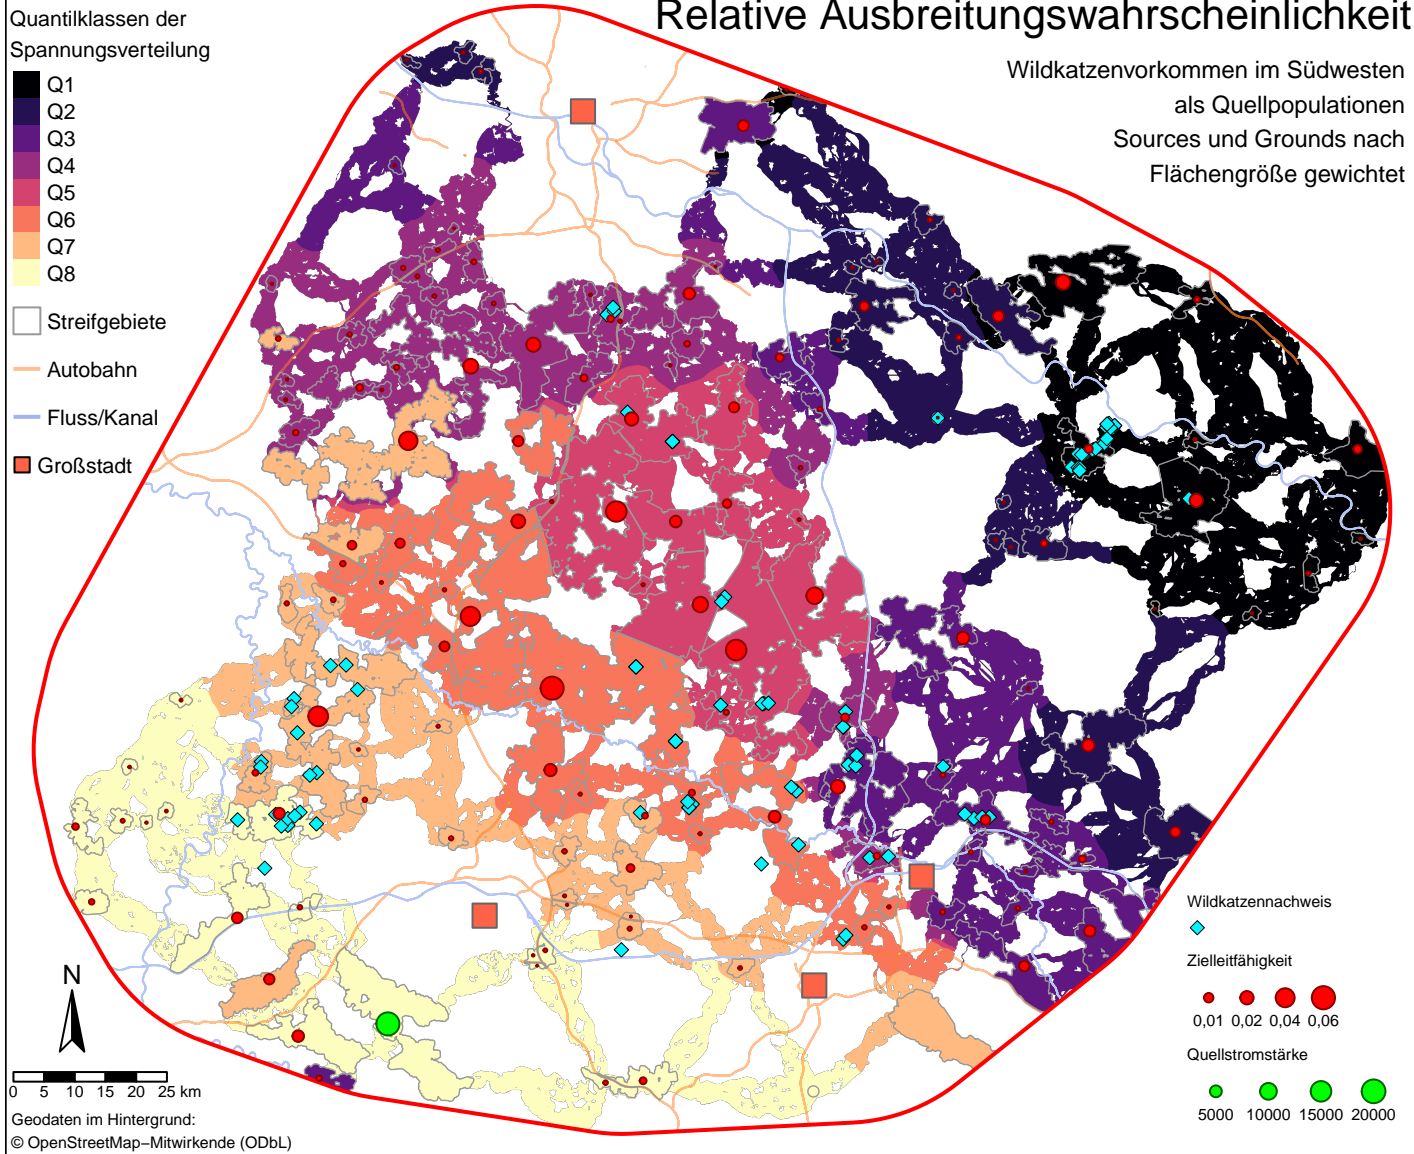 Relative Ausbreitungswahrscheinlichkeit
Wildkatzenvorkommen im Südwesten
als Quellpopulationen
Sources und Grounds nach
Flächengröße gewichtet
Quantilklassen der
Spannungsverteilung
Q1
Q2
Q3
Q4
Q5
Q6
Q7
Q8
Streifgebiete
Autobahn
Fluss/Kanal
Großstadt
Wildkatzennachweis
Zielleitfähigkeit
0,01 0,02 0,04 0,06
Quellstromstärke
5000 10000 15000 20000
N
0 5 10 15 20 25 km
Geodaten im Hintergrund:
© OpenStreetMap–Mitwirkende (ODbL)